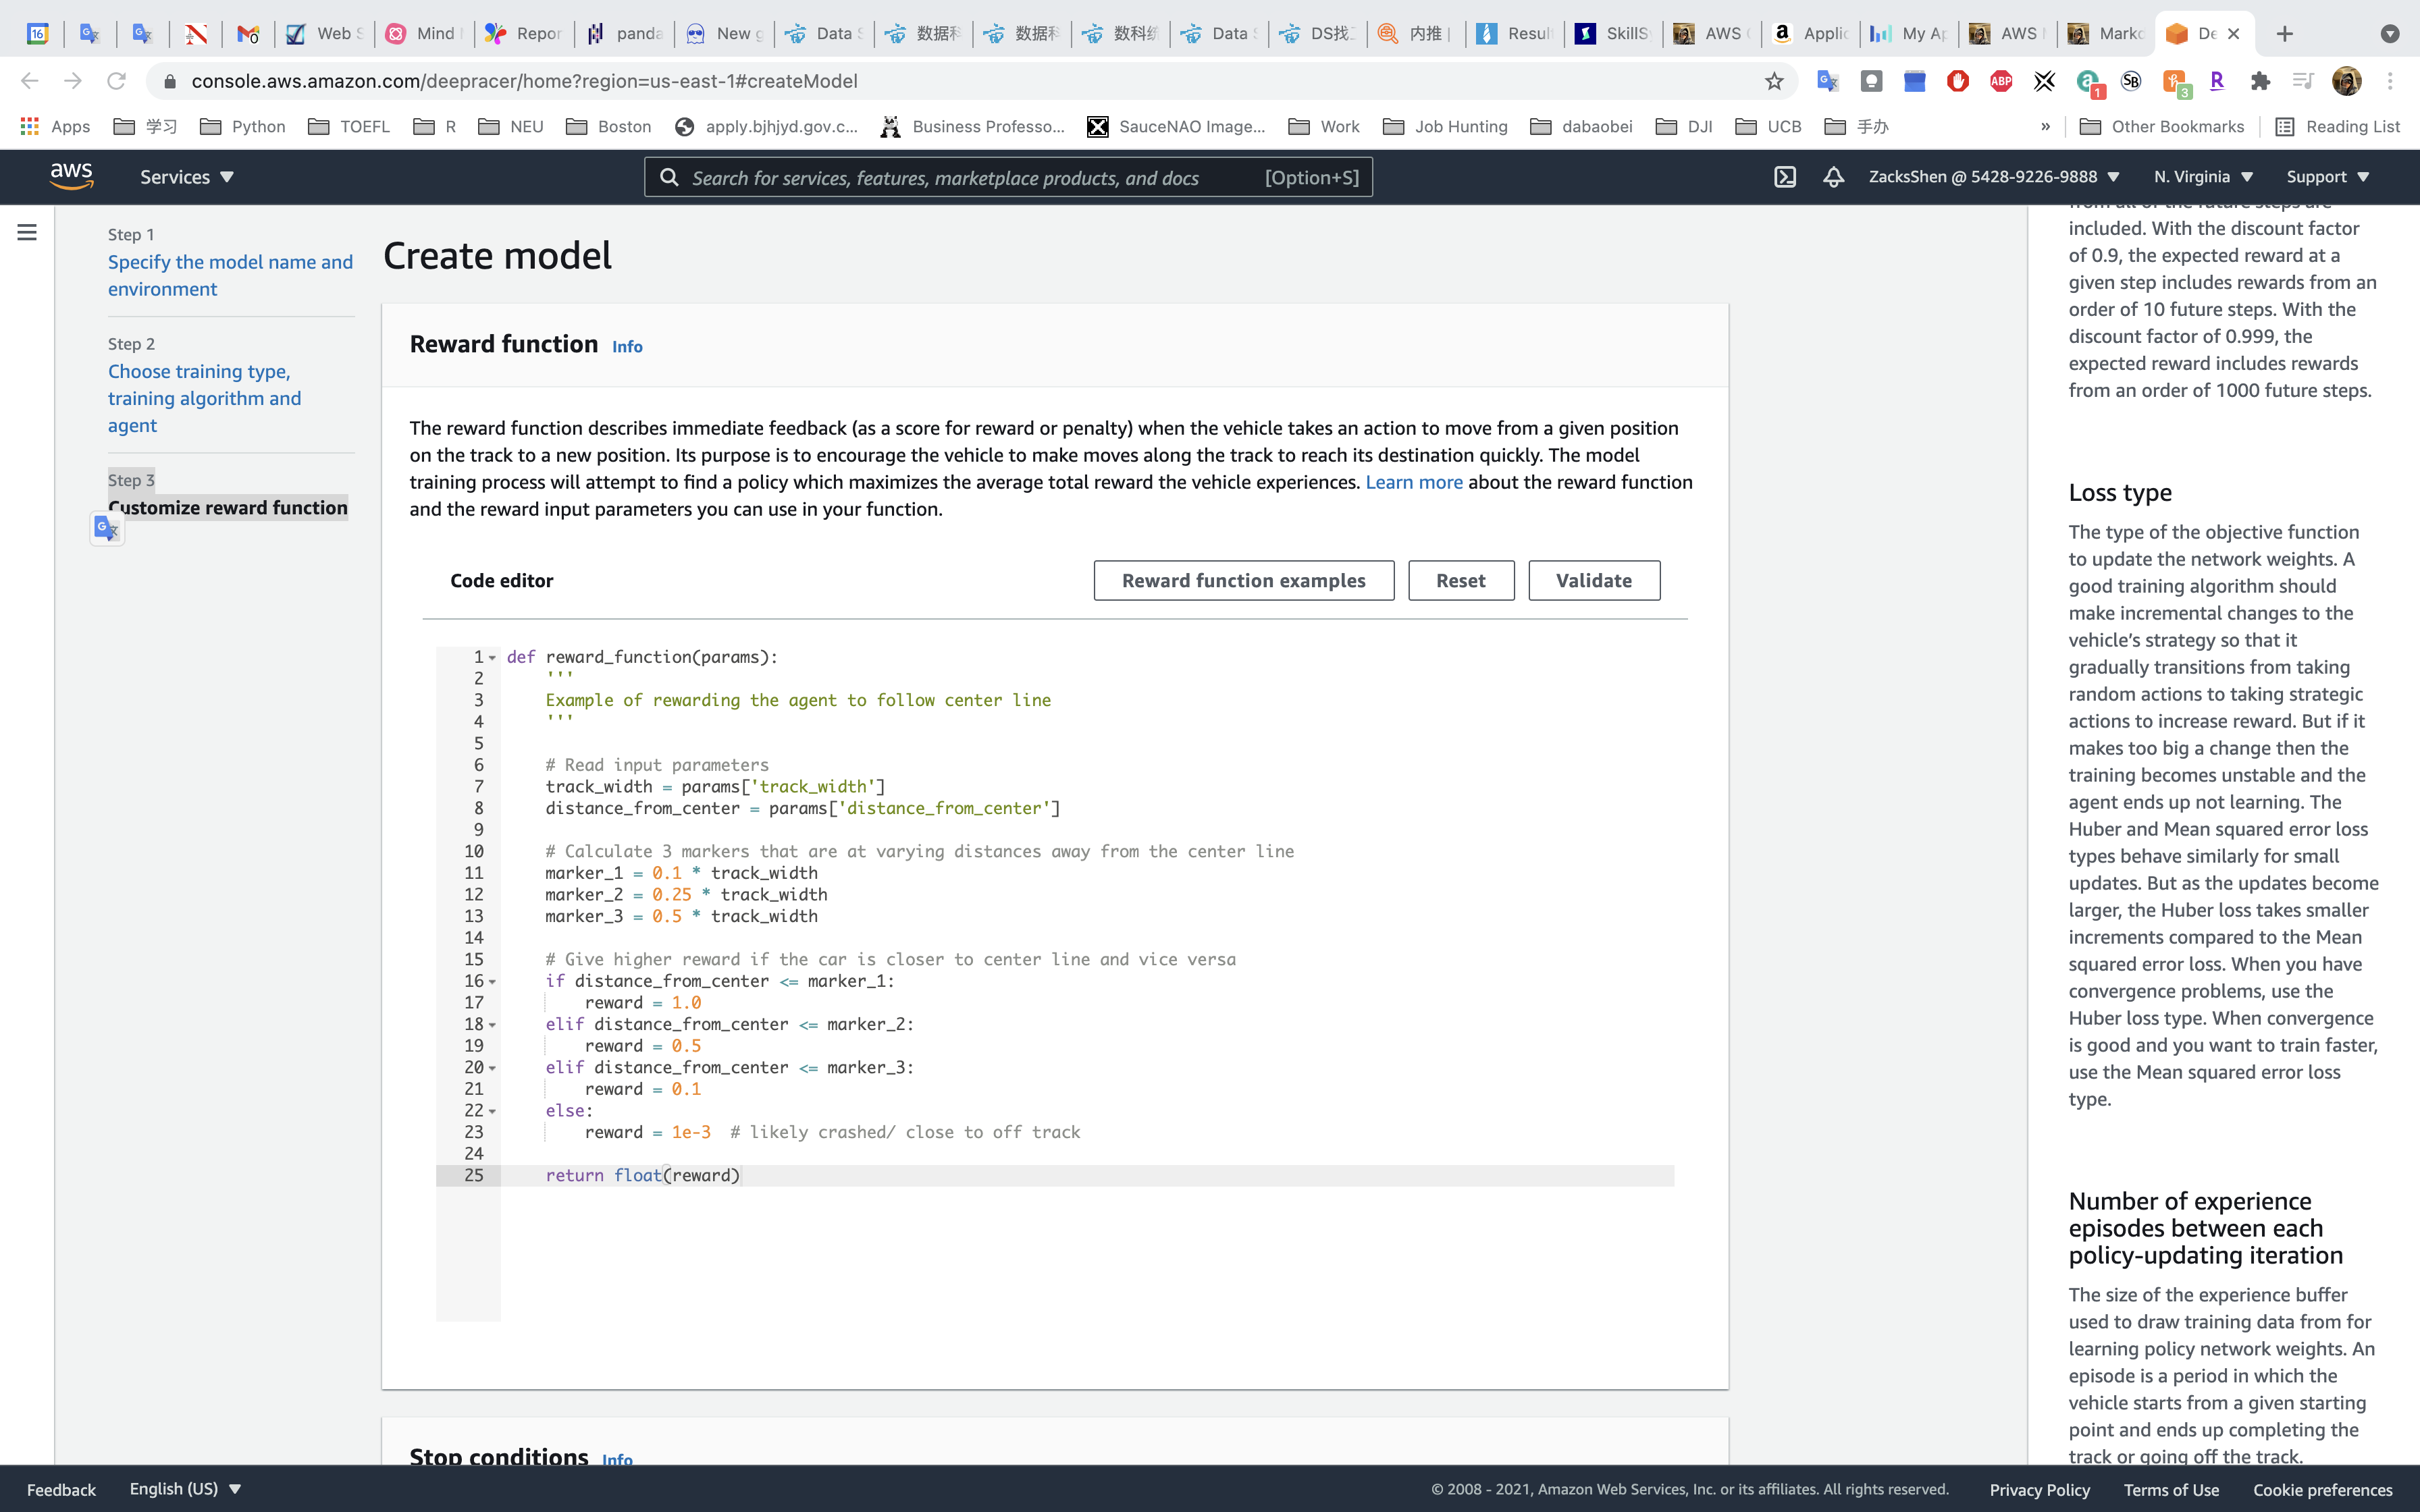 16
Web S
Mind
Repor
panda
New g
Data S
数据科
数据科
数科纷
Data
DS找
内推 |
Resul
SkillS
AWS
Applic
My Ap
AWS
Marko
De
console.aws.amazon.com/deepracer/home?region=us-east-1#createModel
ABP
1
SB
3
R
Apps
学习
Python
TOEFL
R
NEU
Boston
apply.bjhjyd.gov.c...
Business Professo...
SauceNAO Image...
Work
Job Hunting
dabaobei
DJI
UCB
手办
»
Other Bookmarks
Reading List
aws
Services ▼
Search for services, features, marketplace products, and docs
[Option+S]
ZacksShen @ 5428-9226-9888 ▼
N. Virginia ▼
Support ▼
Step 1
Specify the model name and
environment
Step 2
Choose training type,
training algorithm and
agent
Step 3
Customize reward function
Create model
Reward function Info
The reward function describes immediate feedback (as a score for reward or penalty) when the vehicle takes an action to move from a given position
on the track to a new position. Its purpose is to encourage the vehicle to make moves along the track to reach its destination quickly. The model
training process will attempt to find a policy which maximizes the average total reward the vehicle experiences. Learn more about the reward function
and the reward input parameters you can use in your function.
Code editor
Reward function examples
Reset
Validate
1 def reward_function(params):
2     '''
3     Example of rewarding the agent to follow center line
4     '''
5
6     # Read input parameters
7     track_width = params['track_width']
8     distance_from_center = params['distance_from_center']
9
10     # Calculate 3 markers that are at varying distances away from the center line
11     marker_1 = 0.1 * track_width
12     marker_2 = 0.25 * track_width
13     marker_3 = 0.5 * track_width
14
15     # Give higher reward if the car is closer to center line and vice versa
16     if distance_from_center <= marker_1:
17         reward = 1.0
18     elif distance_from_center <= marker_2:
19         reward = 0.5
20     elif distance_from_center <= marker_3:
21         reward = 0.1
22     else:
23         reward = 1e-3  # likely crashed/ close to off track
24
25     return float(reward)
Stop conditions Info
from all of the future steps are
included. With the discount factor
of 0.9, the expected reward at a
given step includes rewards from an
order of 10 future steps. With the
discount factor of 0.999, the
expected reward includes rewards
from an order of 1000 future steps.
Loss type
The type of the objective function
to update the network weights. A
good training algorithm should
make incremental changes to the
vehicle’s strategy so that it
gradually transitions from taking
random actions to taking strategic
actions to increase reward. But if it
makes too big a change then the
training becomes unstable and the
agent ends up not learning. The
Huber and Mean squared error loss
types behave similarly for small
updates. But as the updates become
larger, the Huber loss takes smaller
increments compared to the Mean
squared error loss. When you have
convergence problems, use the
Huber loss type. When convergence
is good and you want to train faster,
use the Mean squared error loss
type.
Number of experience
episodes between each
policy-updating iteration
The size of the experience buffer
used to draw training data from for
learning policy network weights. An
episode is a period in which the
vehicle starts from a given starting
point and ends up completing the
track or going off the track.
Feedback
English (US) ▼
© 2008 - 2021, Amazon Web Services, Inc. or its affiliates. All rights reserved.
Privacy Policy
Terms of Use
Cookie preferences